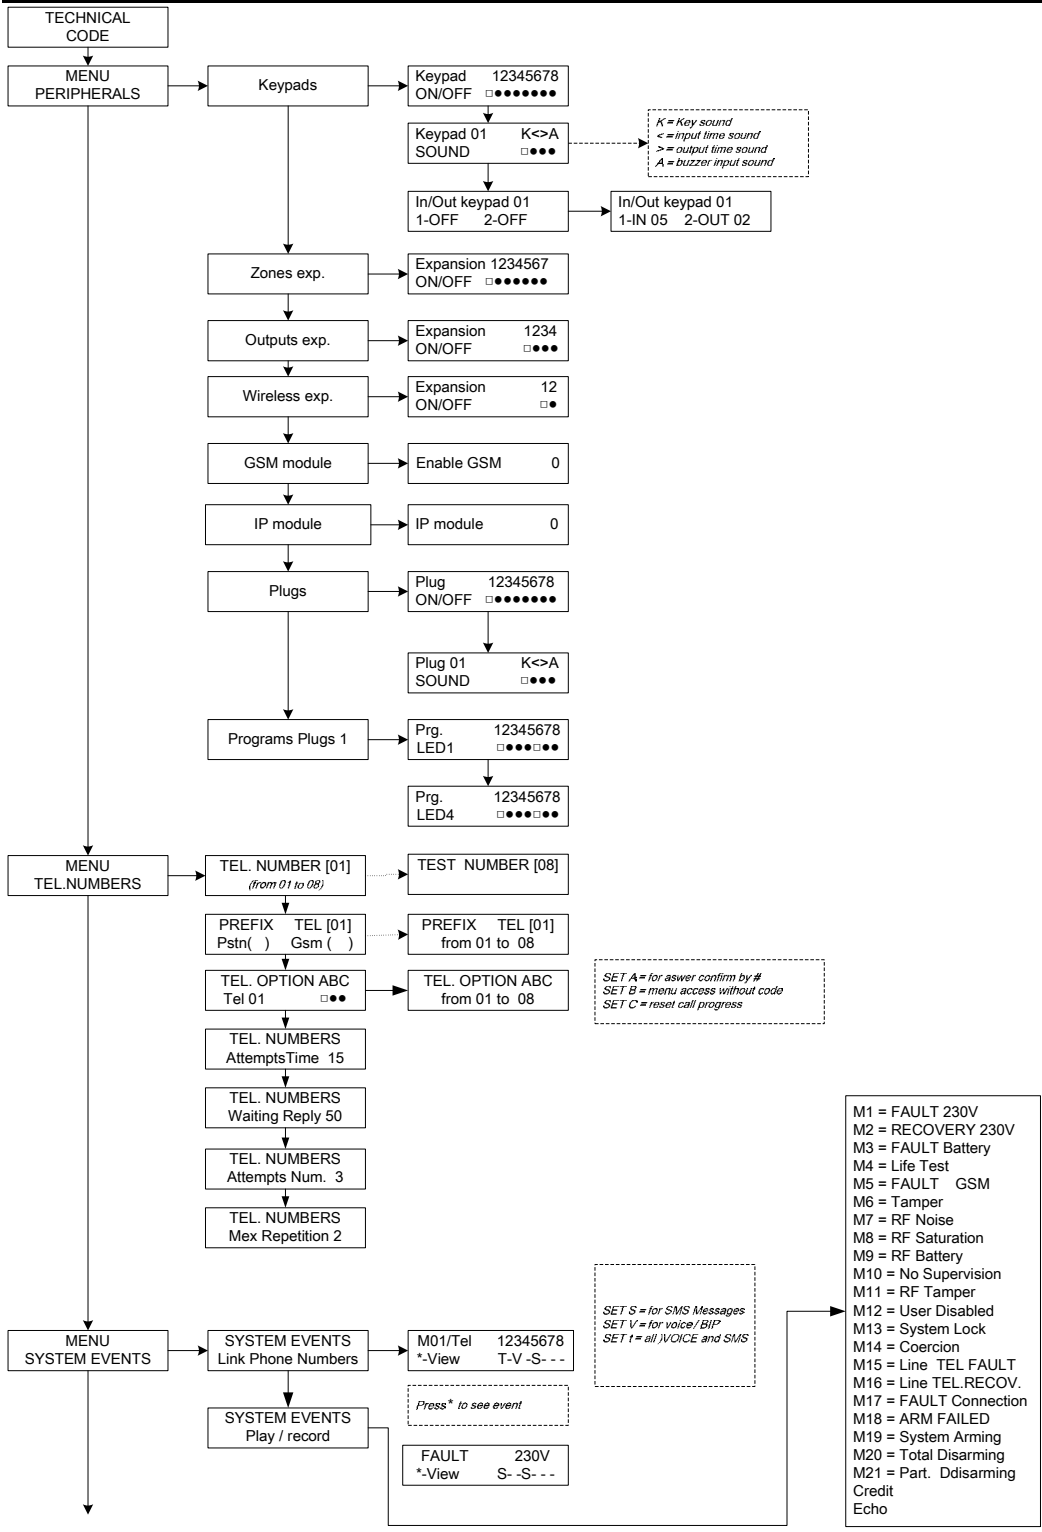 TECHNICAL
CODE
MENU
PERIPHERALS
Keypads
Keypad 12345678
ON/OFF □●●●●●●●
Keypad 01 K<>A
SOUND □●●●
K = Key sound
< = input time sound
> = output time sound
A = buzzer input sound
In/Out keypad 01
1-OFF 2-OFF
In/Out keypad 01
1-IN 05 2-OUT 02
Zones exp.
Expansion 1234567
ON/OFF □●●●●●●
Outputs exp.
Expansion 1234
ON/OFF □●●●
Wireless exp.
Expansion 12
ON/OFF □●
GSM module
Enable GSM 0
IP module
IP module 0
Plugs
Plug 12345678
ON/OFF □●●●●●●●
Plug 01 K<>A
SOUND □●●●
Programs Plugs 1
Prg. 12345678
LED1 □●●●□●●
Prg. 12345678
LED4 □●●●□●●
MENU
TEL.NUMBERS
TEL. NUMBER [01]
(from 01 to 08)
TEST NUMBER [08]
PREFIX TEL [01]
Pstn( ) Gsm ( )
PREFIX TEL [01]
from 01 to 08
TEL. OPTION ABC
Tel 01 □●●
TEL. OPTION ABC
from 01 to 08
SET A = for aswer confirm by #
SET B = menu access without code
SET C = reset call progress
TEL. NUMBERS
AttemptsTime 15
TEL. NUMBERS
Waiting Reply 50
TEL. NUMBERS
Attempts Num. 3
TEL. NUMBERS
Mex Repetition 2
MENU
SYSTEM EVENTS
SYSTEM EVENTS
Link Phone Numbers
M01/Tel 12345678
*-View T-V -S- - -
SET S = for SMS Messages
SET V = for voice / BIP
SET t = all )VOICE and SMS
Press * to see event
SYSTEM EVENTS
Play / record
FAULT 230V
*-View S- -S- - -
M1 = FAULT 230V
M2 = RECOVERY 230V
M3 = FAULT Battery
M4 = Life Test
M5 = FAULT GSM
M6 = Tamper
M7 = RF Noise
M8 = RF Saturation
M9 = RF Battery
M10 = No Supervision
M11 = RF Tamper
M12 = User Disabled
M13 = System Lock
M14 = Coercion
M15 = Line TEL FAULT
M16 = Line TEL.RECOV.
M17 = FAULT Connection
M18 = ARM FAILED
M19 = System Arming
M20 = Total Disarming
M21 = Part. Ddisarming
Credit
Echo